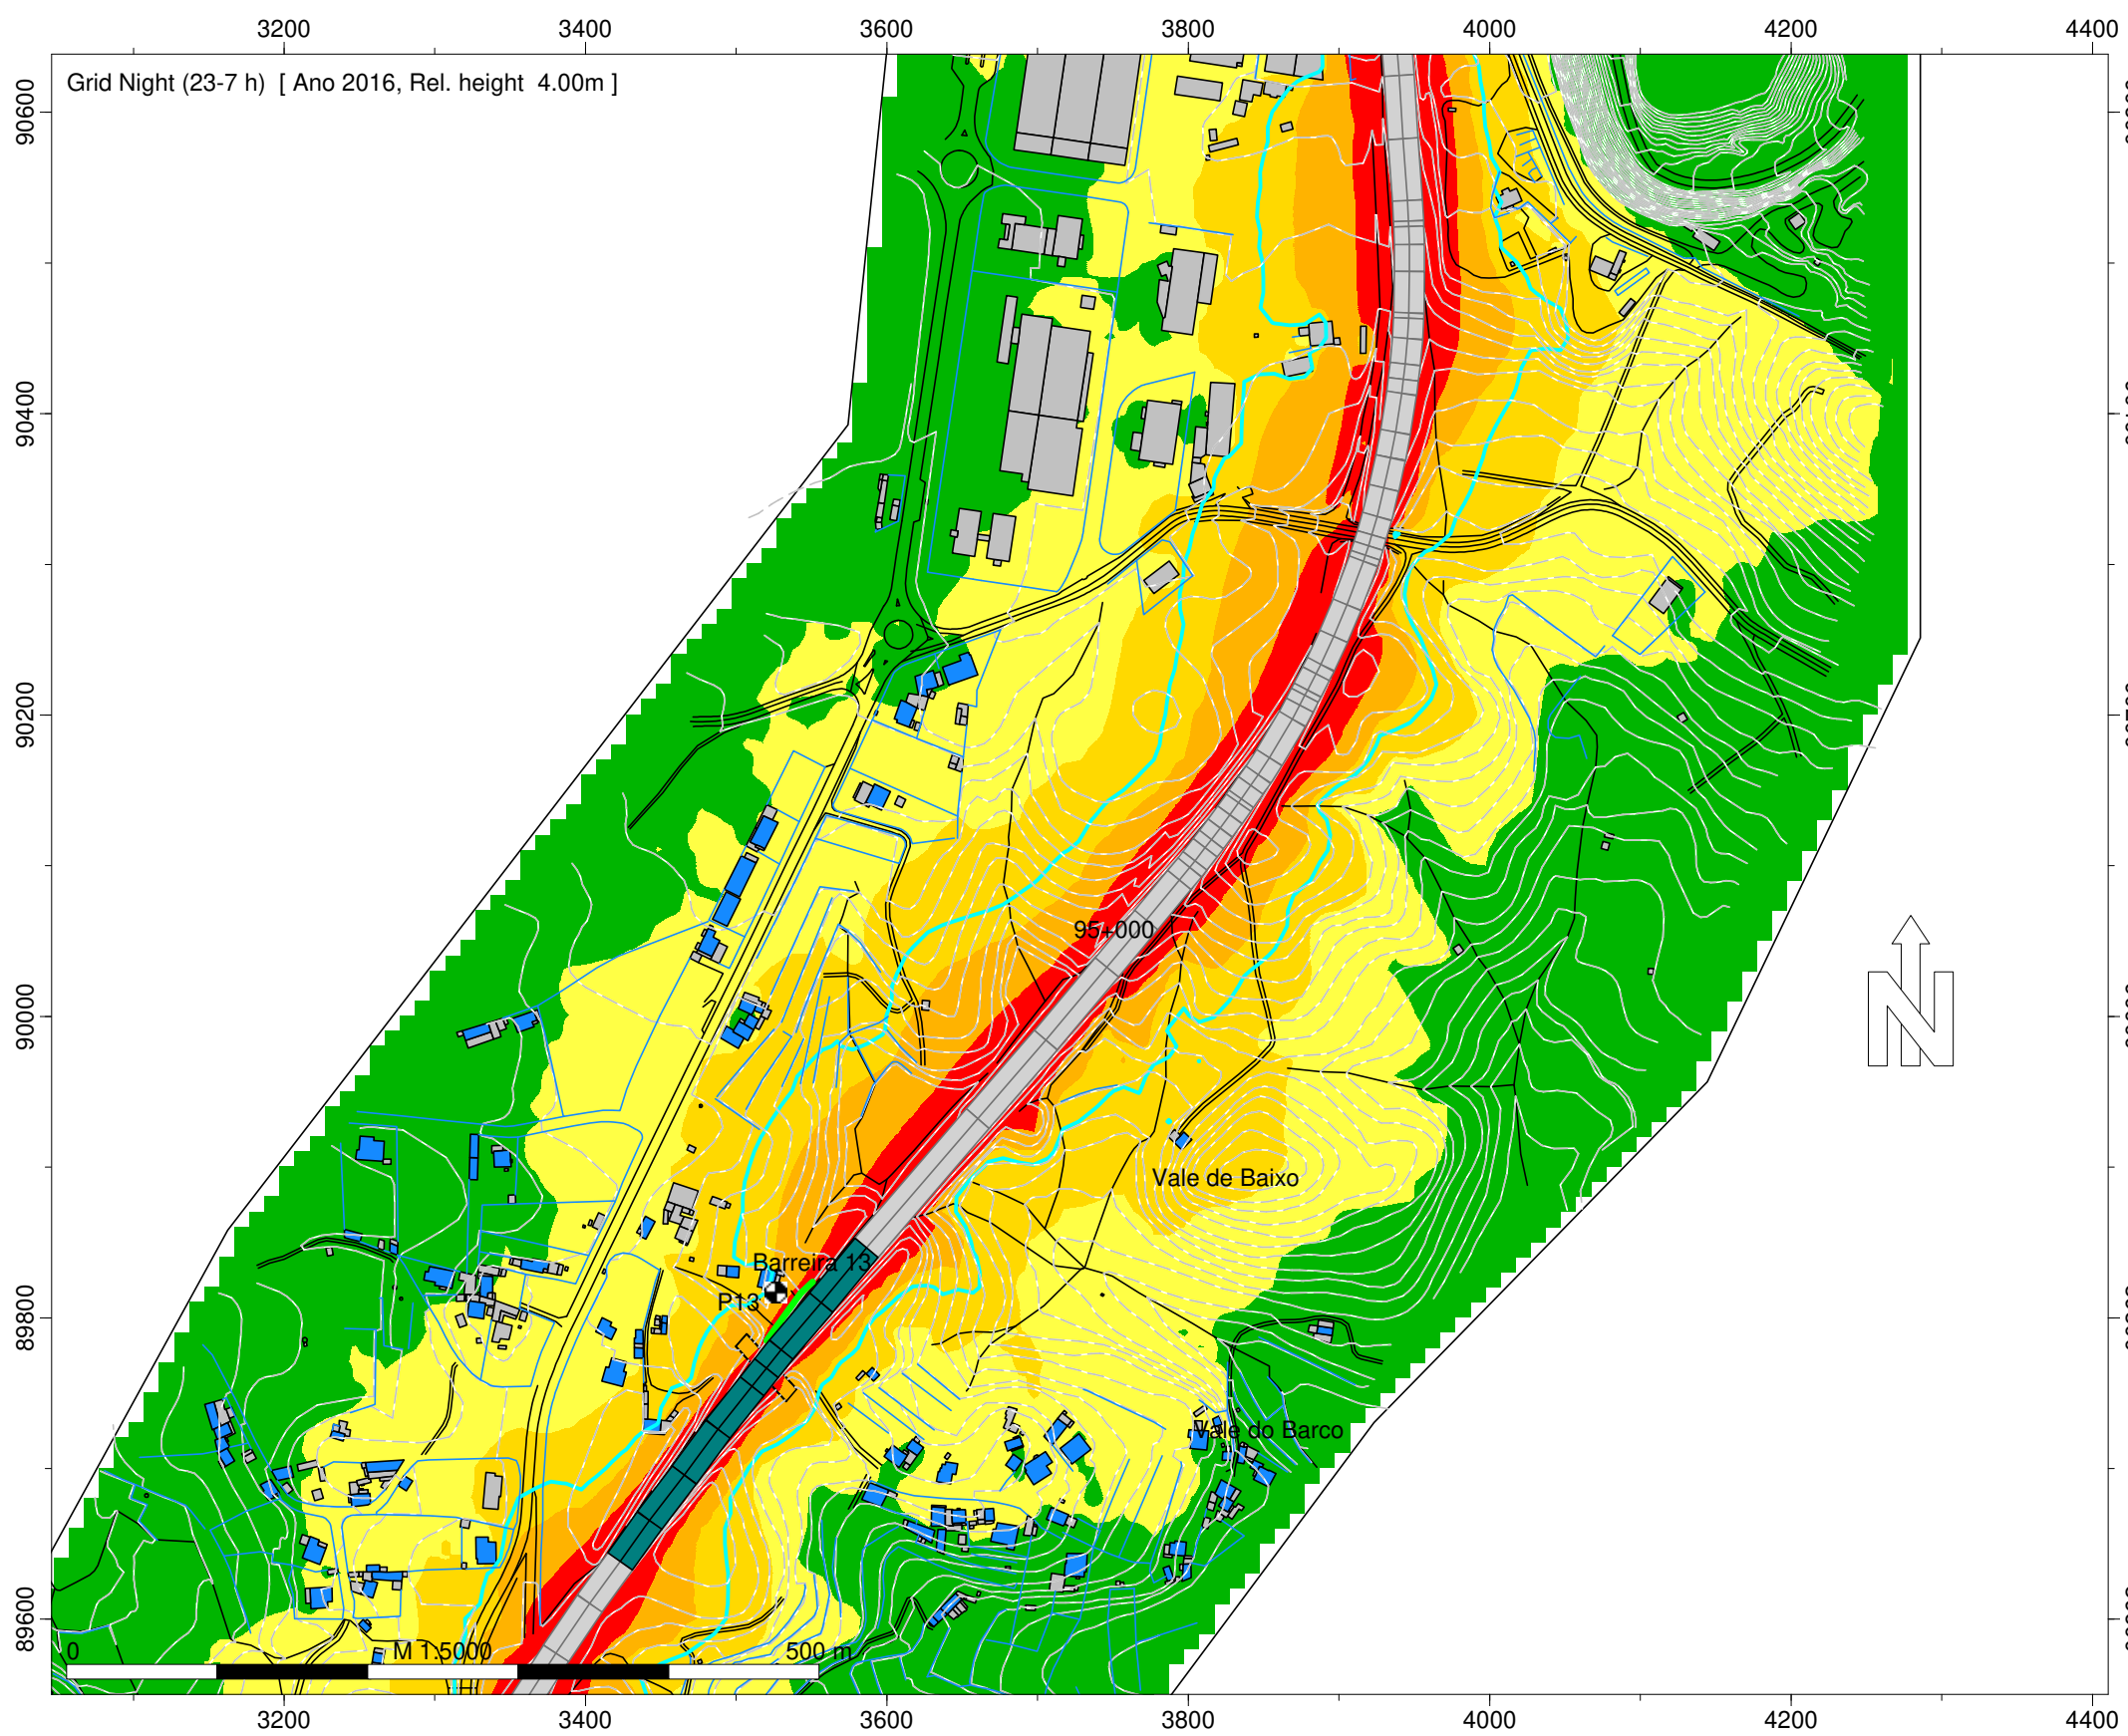 3200 3400 3600 3800 4000 4200 4400
Grid Night (23-7 h) [ Ano 2016, Rel. height 4.00m ]
90600
90400
90200
95+000
90000
N
Vale de Baixo
Barreira 13
P13
89800
Vale do Barco
89600
0 M 1:5000 500 m
3200 3400 3600 3800 4000 4200 4400